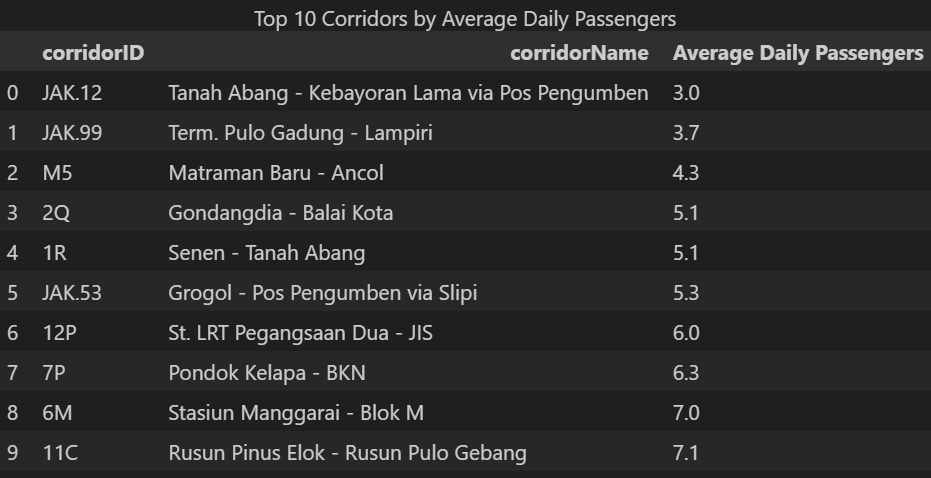 Top 10 Corridors by Average Daily Passengers
corridorID corridorName Average Daily Passengers
0 JAK.12 Tanah Abang - Kebayoran Lama via Pos Pengumben 3.0
1 JAK.99 Term. Pulo Gadung - Lampiri 3.7
2 M5 Matraman Baru - Ancol 4.3
3 2Q Gondangdia - Balai Kota 5.1
4 1R Senen - Tanah Abang 5.1
5 JAK.53 Grogol - Pos Pengumben via Slipi 5.3
6 12P St. LRT Pegangsaan Dua - JIS 6.0
7 7P Pondok Kelapa - BKN 6.3
8 6M Stasiun Manggarai - Blok M 7.0
9 11C Rusun Pinus Elok - Rusun Pulo Gebang 7.1